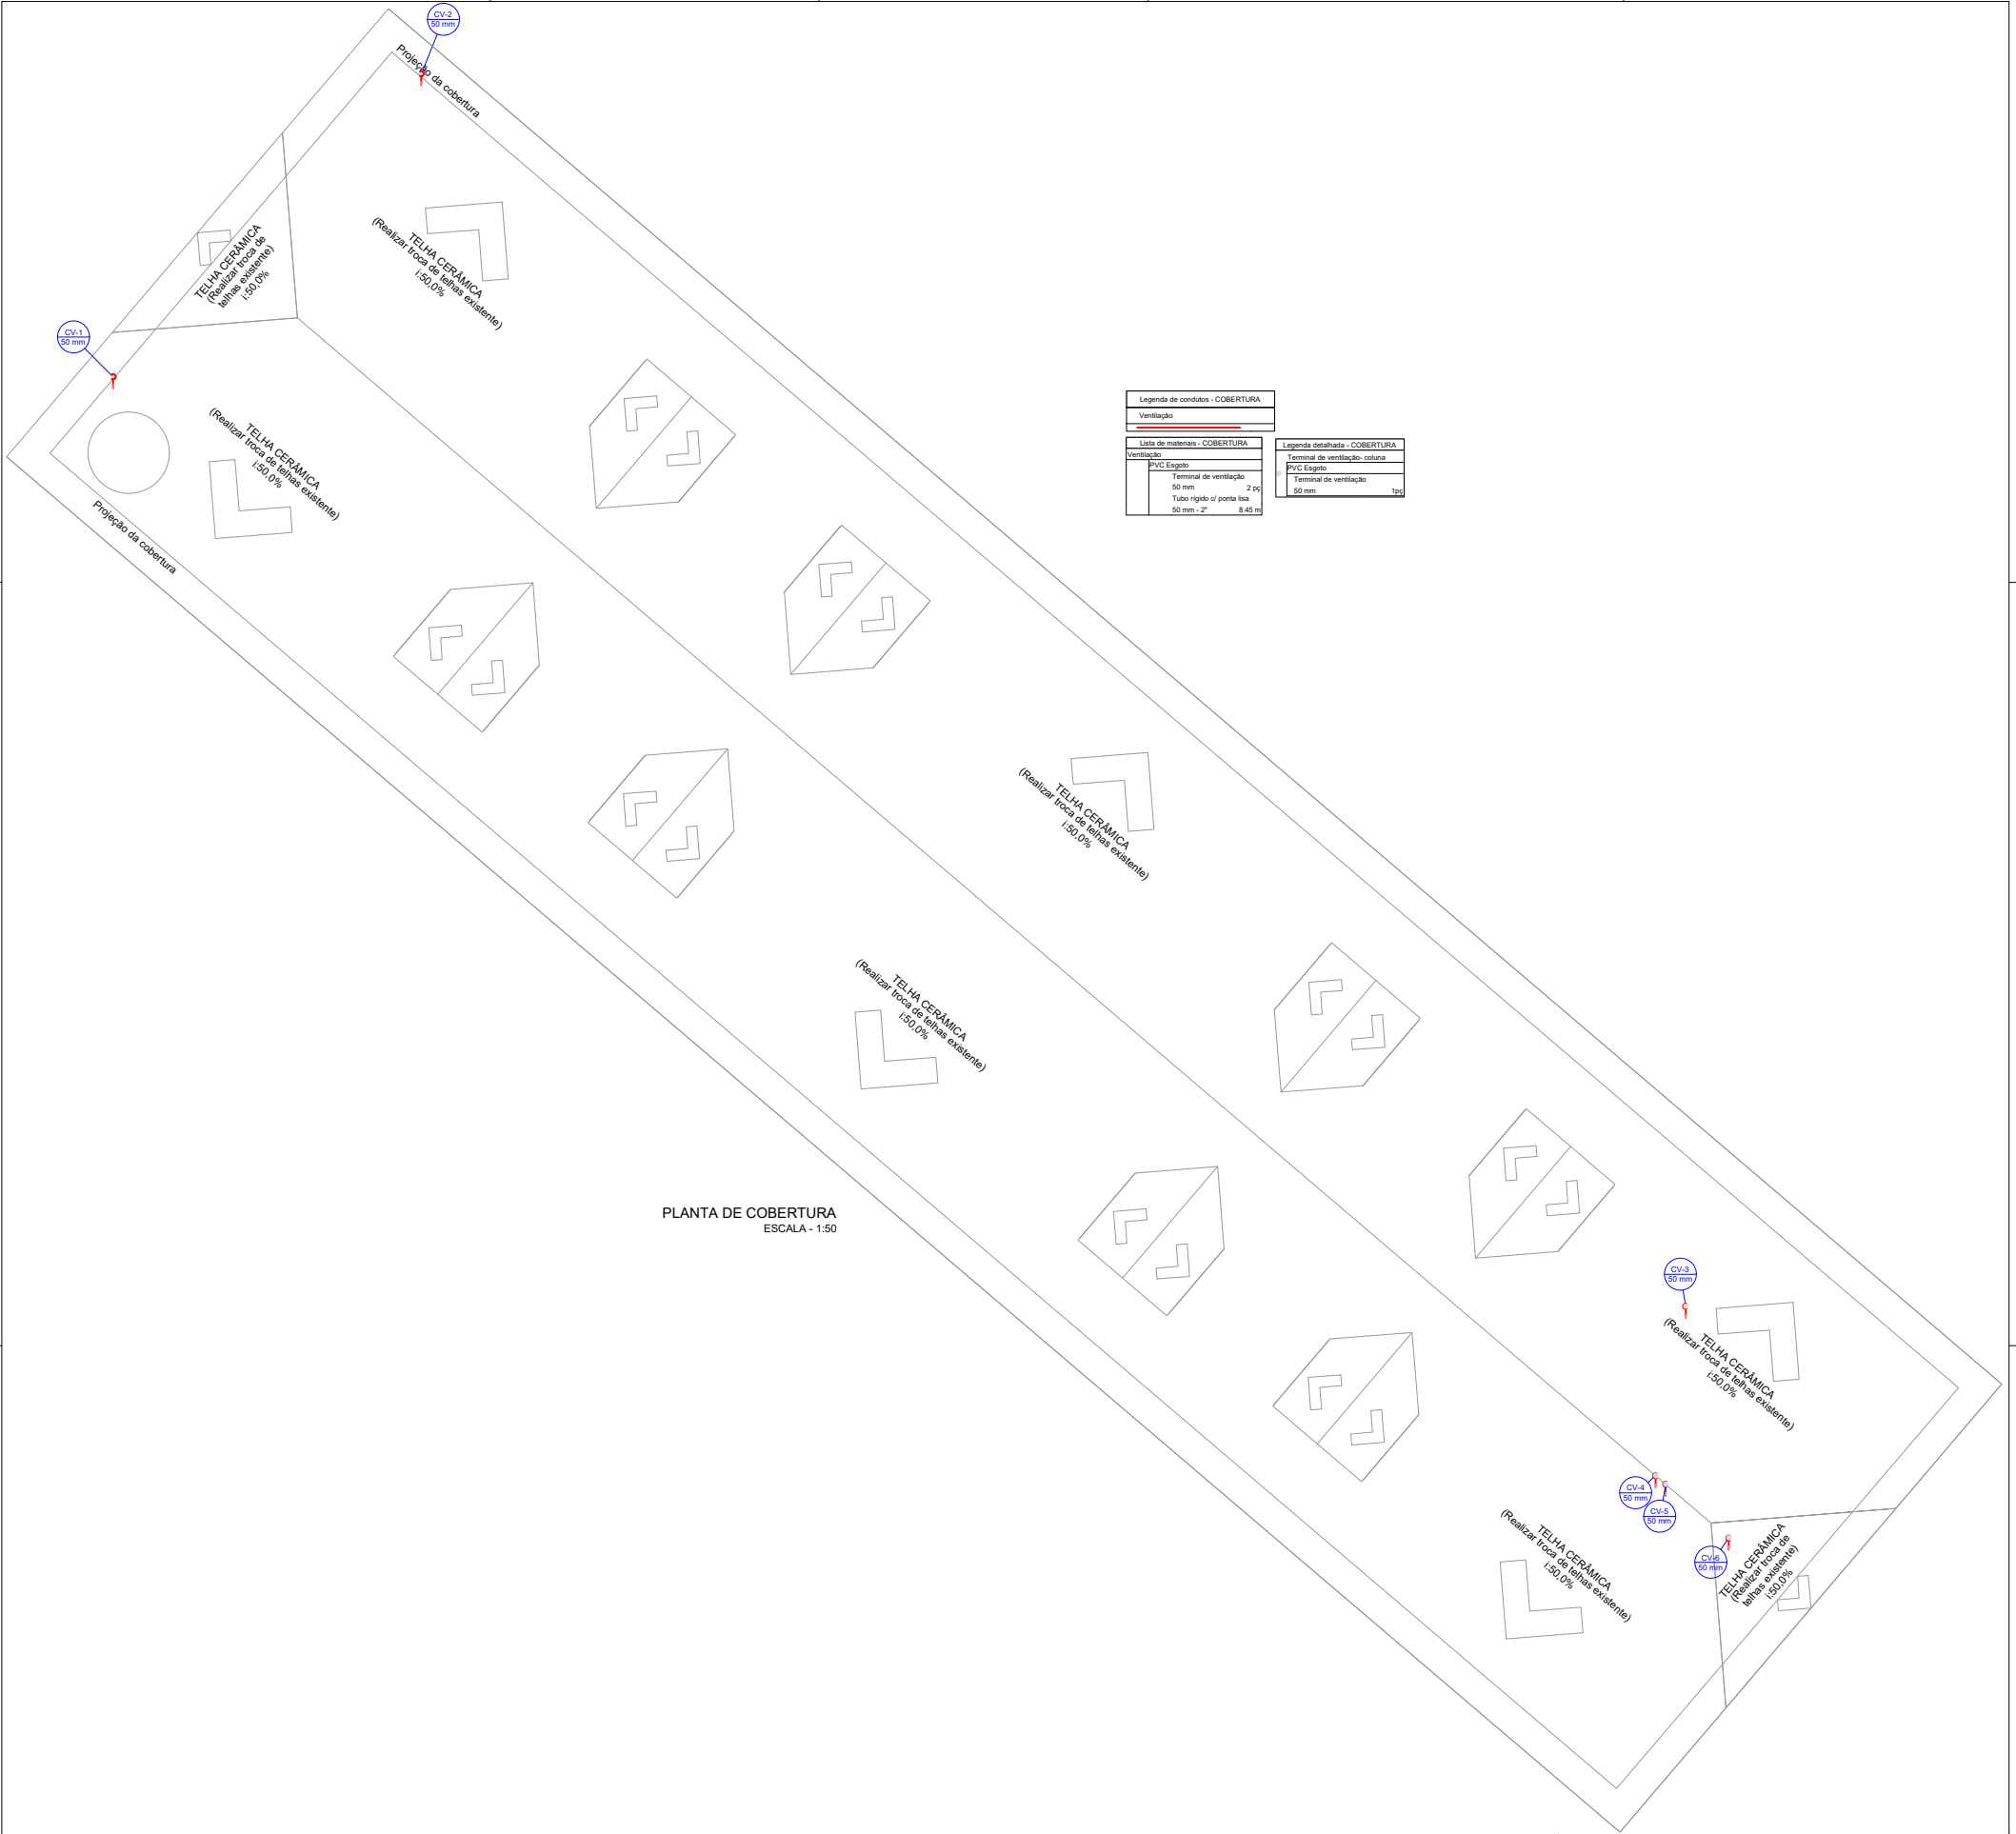 CV-2
50 mm
Projeção da cobertura
TELHA CERÂMICA
(Realizar troca de
telhas existente)
i:50,0%
TELHA CERÂMICA
(Realizar troca de telhas existente)
i:50,0%
CV-1
50 mm
TELHA CERÂMICA
(Realizar troca de telhas existente)
i:50,0%
Projeção da cobertura
Legenda de condutos - COBERTURA
Ventilação
Lista de materiais - COBERTURA
Ventilação
PVC Esgoto
Terminal de ventilação
50 mm 2 pç
Tubo rígido c/ ponta lisa
50 mm - 2" 8.45 m
Legenda detalhada - COBERTURA
Terminal de ventilação- coluna
PVC Esgoto
Terminal de ventilação
50 mm 1pç
TELHA CERÂMICA
(Realizar troca de telhas existente)
i:50,0%
TELHA CERÂMICA
(Realizar troca de telhas existente)
i:50,0%
PLANTA DE COBERTURA
ESCALA - 1:50
CV-3
50 mm
TELHA CERÂMICA
(Realizar troca de telhas existente)
i:50,0%
CV-4
50 mm
CV-5
50 mm
CV-6
50 mm
TELHA CERÂMICA
(Realizar troca de
telhas existente)
i:50,0%
TELHA CERÂMICA
(Realizar troca de telhas existente)
i:50,0%